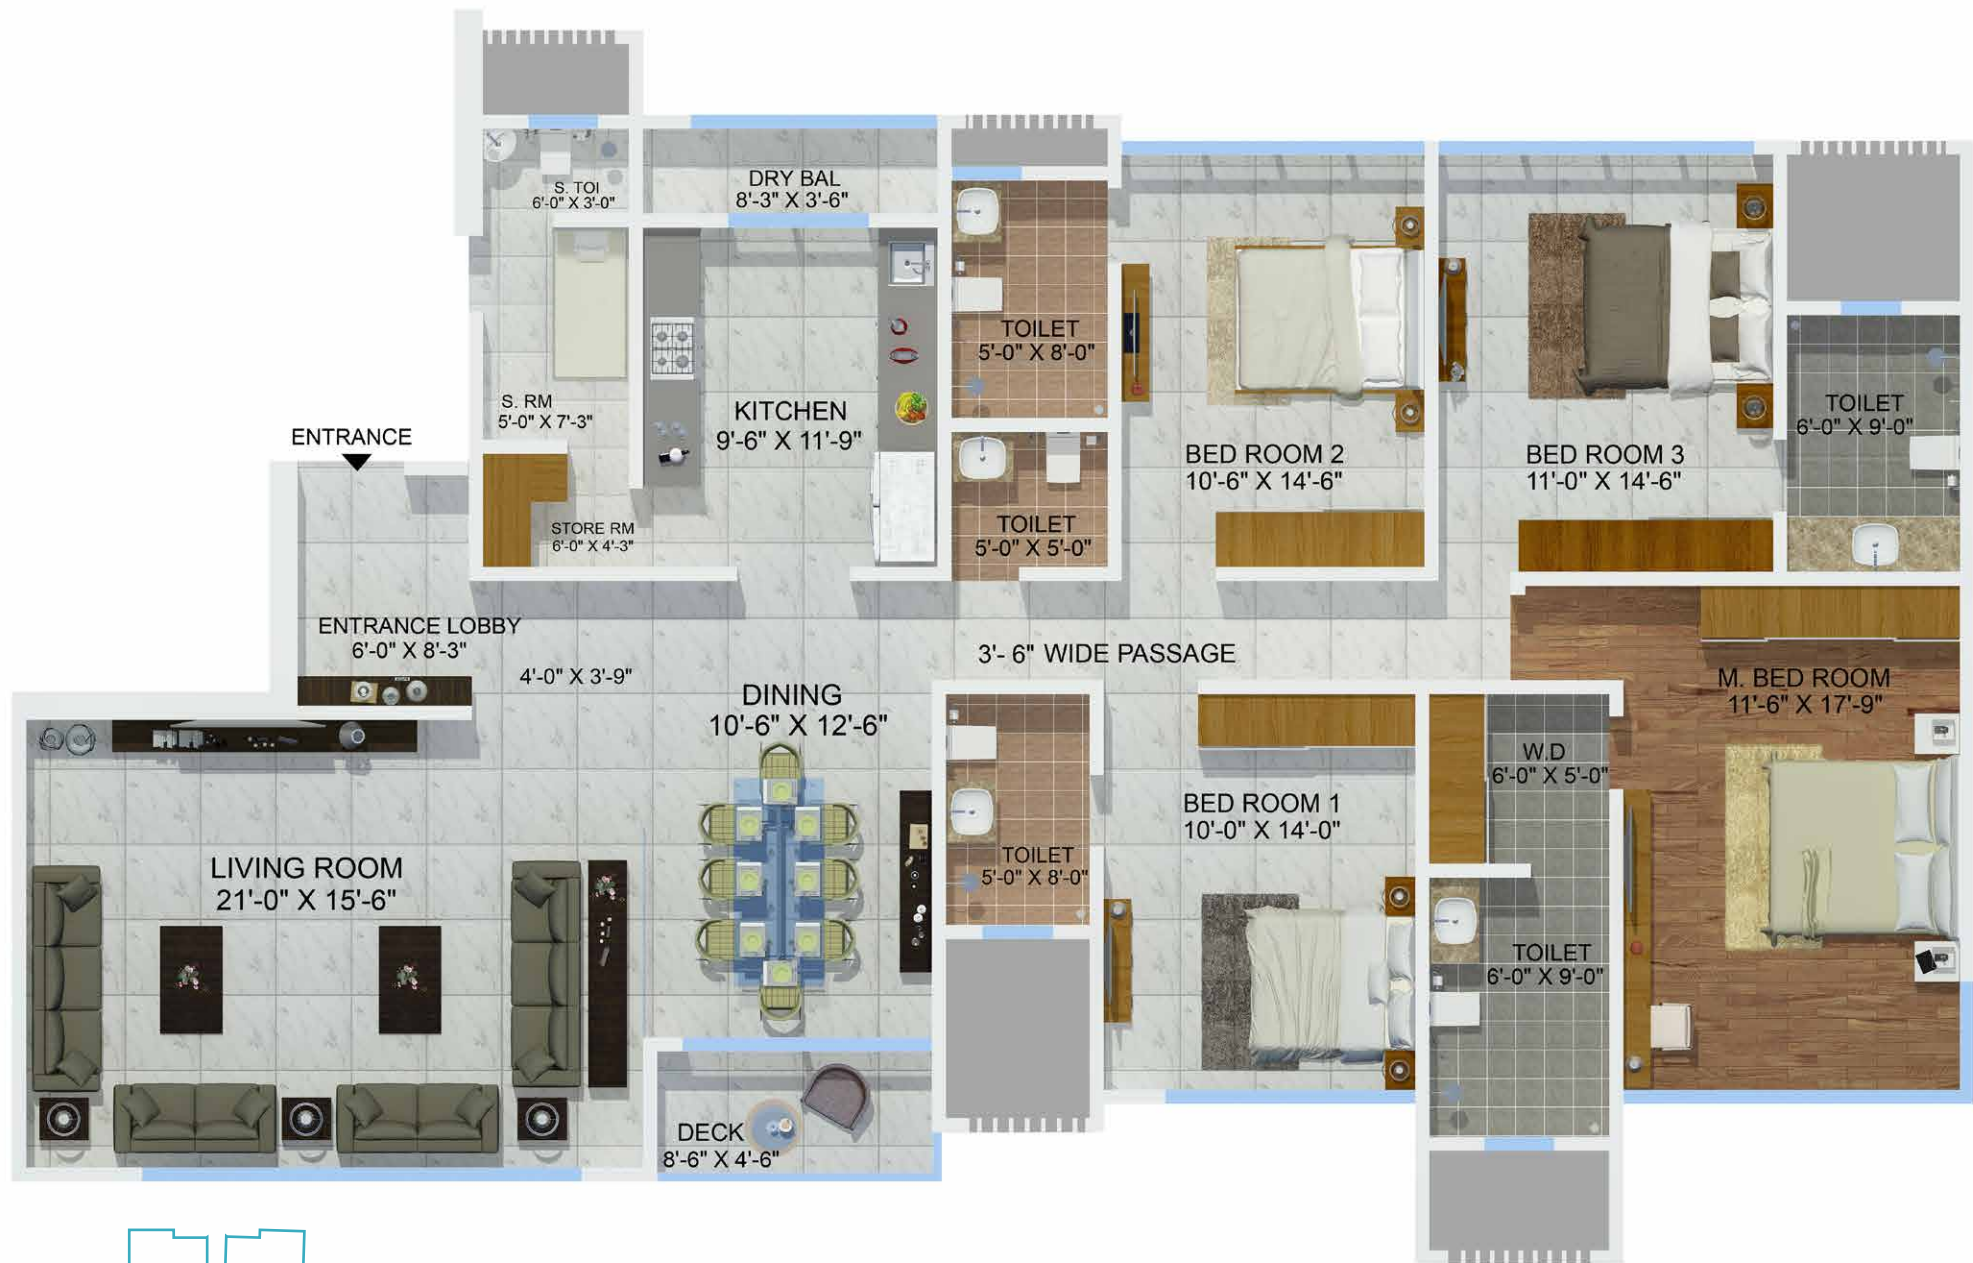 S. TOI
6'-0" X 3'-0"
DRY BAL
8'-3" X 3'-6"
TOILET
5'-0" X 8'-0"
S. RM
5'-0" X 7'-3"
KITCHEN
9'-6" X 11'-9"
BED ROOM 2
10'-6" X 14'-6"
BED ROOM 3
11'-0" X 14'-6"
TOILET
6'-0" X 9'-0"
ENTRANCE
STORE RM
6'-0" X 4'-3"
TOILET
5'-0" X 5'-0"
ENTRANCE LOBBY
6'-0" X 8'-3"
4'-0" X 3'-9"
3'- 6" WIDE PASSAGE
DINING
10'-6" X 12'-6"
M. BED ROOM
11'-6" X 17'-9"
W.D
6'-0" X 5'-0"
BED ROOM 1
10'-0" X 14'-0"
LIVING ROOM
21'-0" X 15'-6"
TOILET
5'-0" X 8'-0"
TOILET
6'-0" X 9'-0"
DECK
8'-6" X 4'-6"